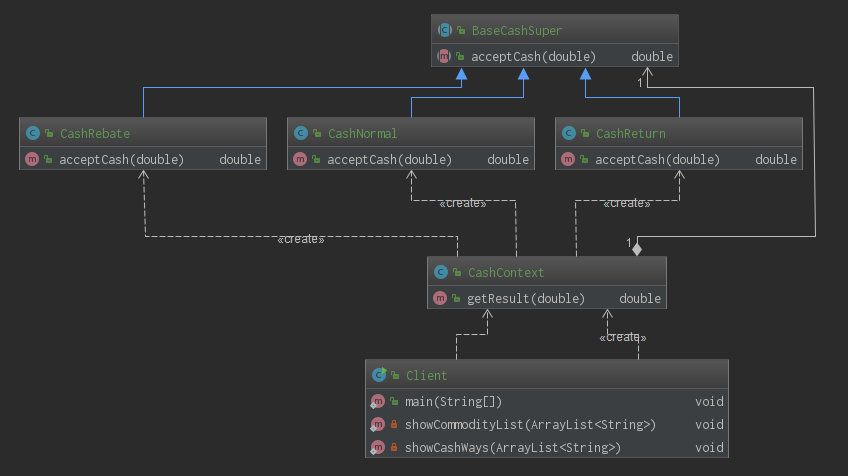 BaseCashSuper
acceptCash(double) double
1
CashRebate
acceptCash(double) double
CashNormal
acceptCash(double) double
CashReturn
acceptCash(double) double
«create»
«create»
«create»
1
CashContext
getResult(double) double
«create»
Client
main(String[]) void
showCommodityList(ArrayList<String>) void
showCashWays(ArrayList<String>) void